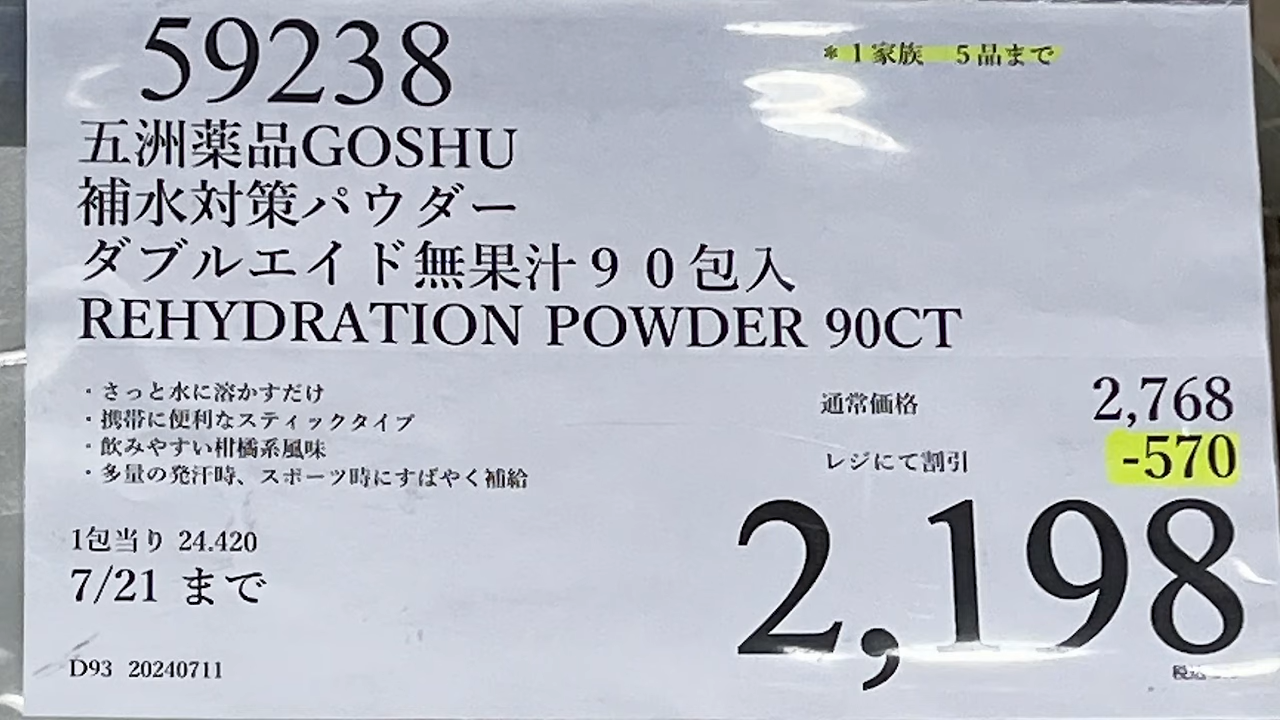 59238
*1家族 5品まで
五洲薬品GOSHU
補水対策パウダー
ダブルエイド無果汁９０包入
REHYDRATION POWDER 90CT
・さっと水に溶かすだけ
・携帯に便利なスティックタイプ
・飲みやすい柑橘系風味
・多量の発汗時、スポーツ時にすばやく補給
通常価格 2,768
レジにて割引 -570
2,198
1包当り 24.420
7/21 まで
D93 20240711